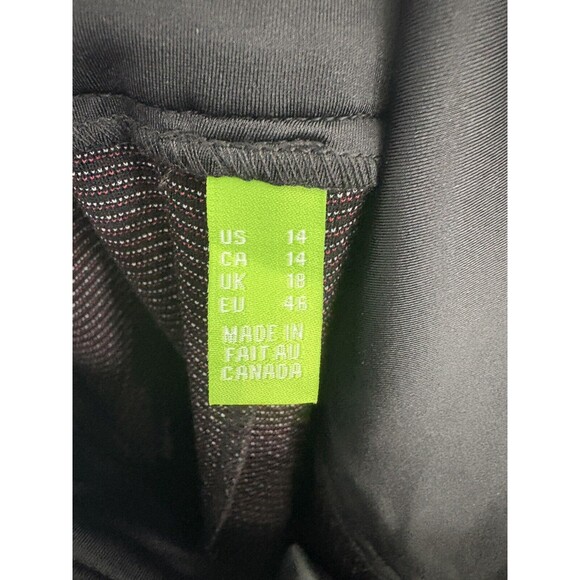 US 14
CA 14
UK 18
EU 46
MADE IN
FAIT AU
CANADA